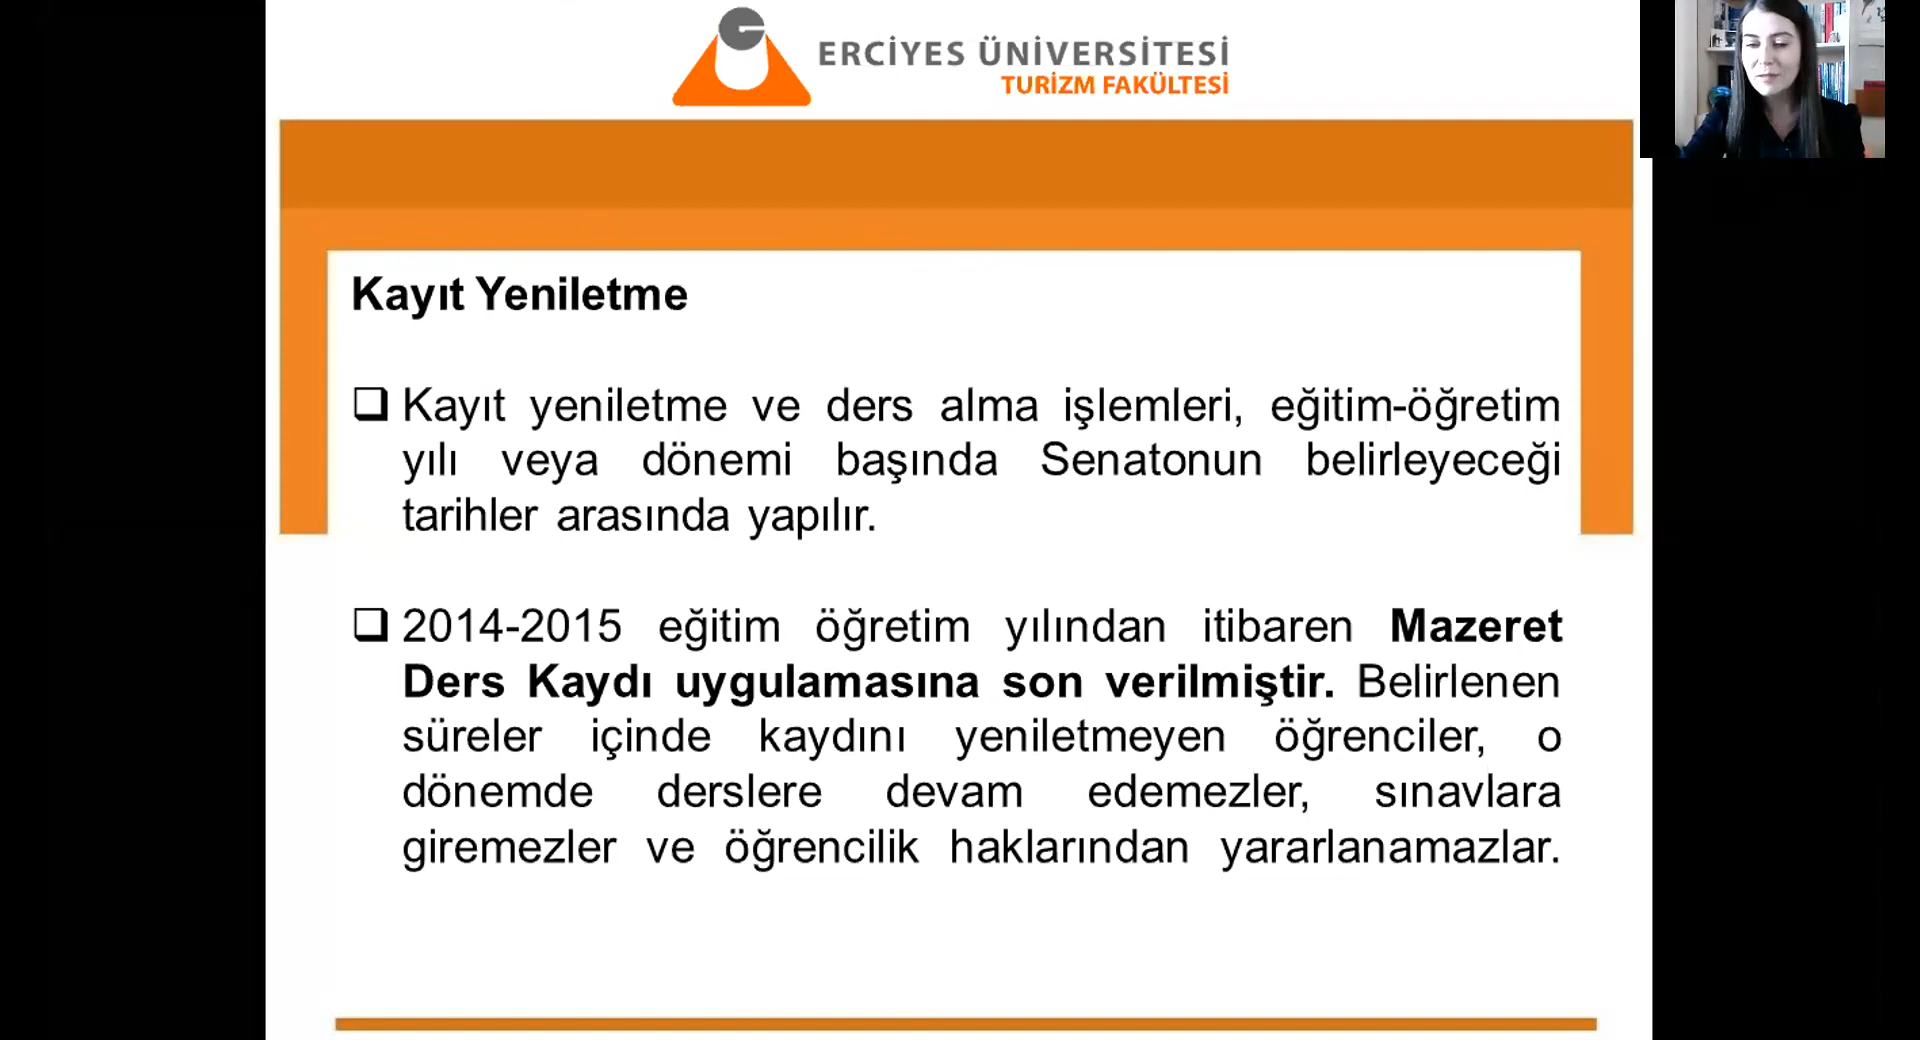 ERCİYES ÜNİVERSİTESİ
TURİZM FAKÜLTESİ
Kayıt Yeniletme
❑ Kayıt yeniletme ve ders alma işlemleri, eğitim-öğretim
yılı veya dönemi başında Senatonun belirleyeceği
tarihler arasında yapılır.
❑ 2014-2015 eğitim öğretim yılından itibaren Mazeret
Ders Kaydı uygulamasına son verilmiştir. Belirlenen
süreler içinde kaydını yeniletmeyen öğrenciler, o
dönemde derslere devam edemezler, sınavlara
giremezler ve öğrencilik haklarından yararlanamazlar.